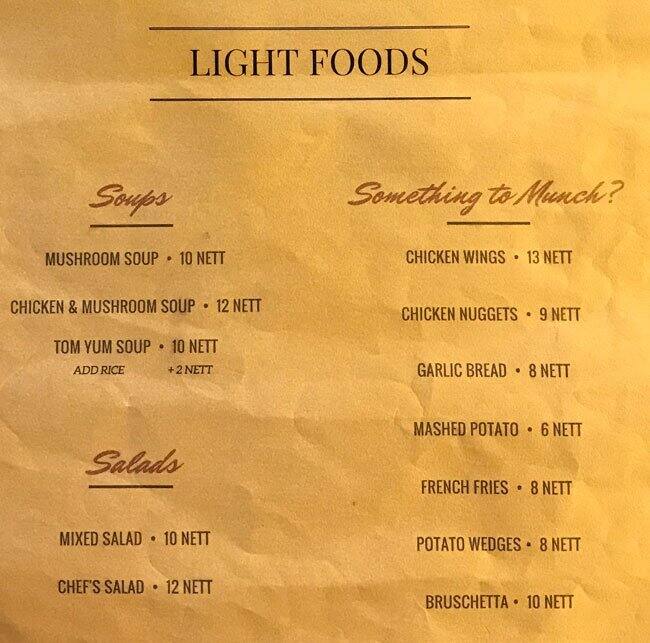 LIGHT FOODS
Soups
MUSHROOM SOUP • 10 NETT
CHICKEN & MUSHROOM SOUP • 12 NETT
TOM YUM SOUP • 10 NETT
ADD RICE +2 NETT
Salads
MIXED SALAD • 10 NETT
CHEF'S SALAD • 12 NETT
Something to Munch?
CHICKEN WINGS • 13 NETT
CHICKEN NUGGETS • 9 NETT
GARLIC BREAD • 8 NETT
MASHED POTATO • 6 NETT
FRENCH FRIES • 8 NETT
POTATO WEDGES • 8 NETT
BRUSCHETTA • 10 NETT